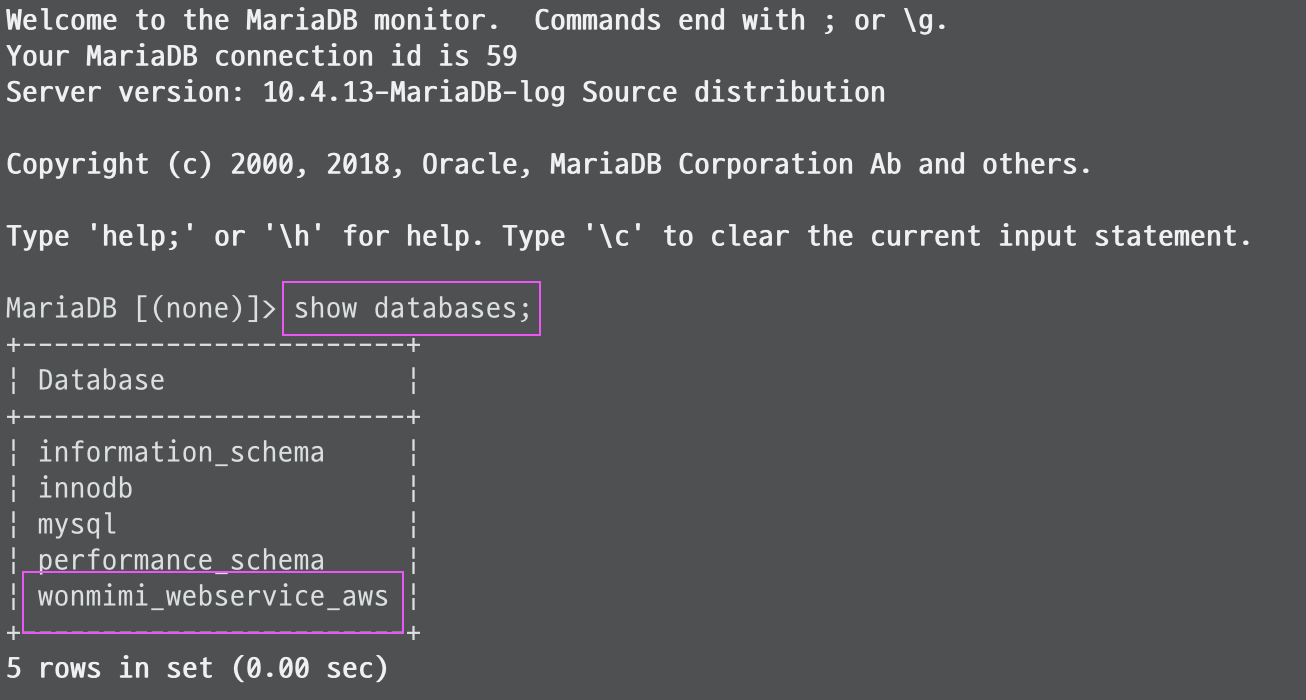 Welcome to the MariaDB monitor.  Commands end with ; or \g.
Your MariaDB connection id is 59
Server version: 10.4.13-MariaDB-log Source distribution
Copyright (c) 2000, 2018, Oracle, MariaDB Corporation Ab and others.
Type 'help;' or '\h' for help. Type '\c' to clear the current input statement.
MariaDB [(none)]> show databases;
+------------------------+
¦ Database               ¦
+------------------------+
¦ information_schema     ¦
¦ innodb                 ¦
¦ mysql                  ¦
¦ performance_schema     ¦
¦ wonmimi_webservice_aws ¦
+------------------------+
5 rows in set (0.00 sec)